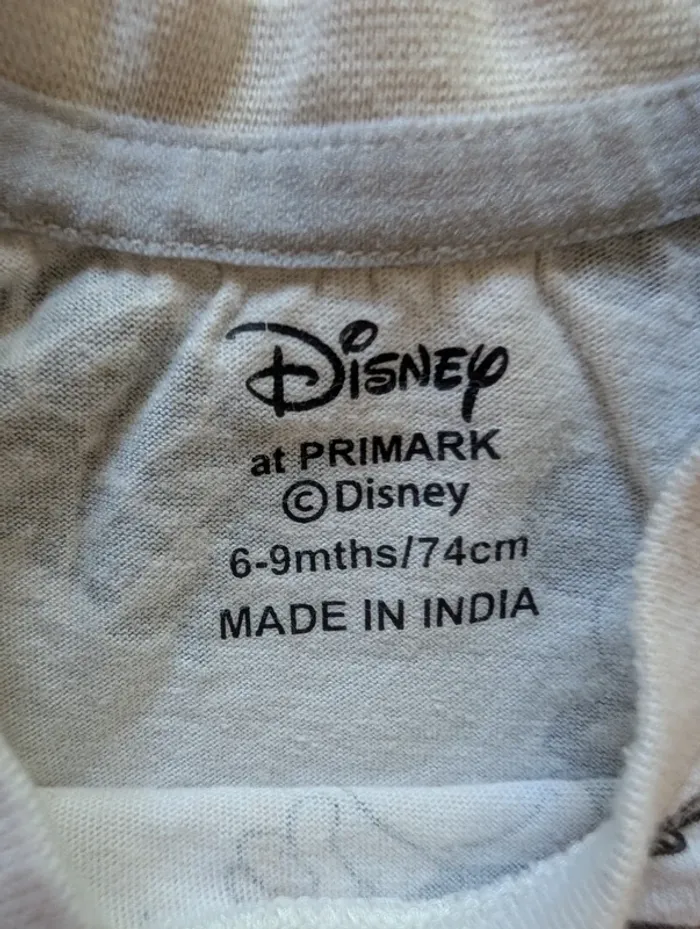 Disney
at PRIMARK
©Disney
6-9mths/74cm
MADE IN INDIA